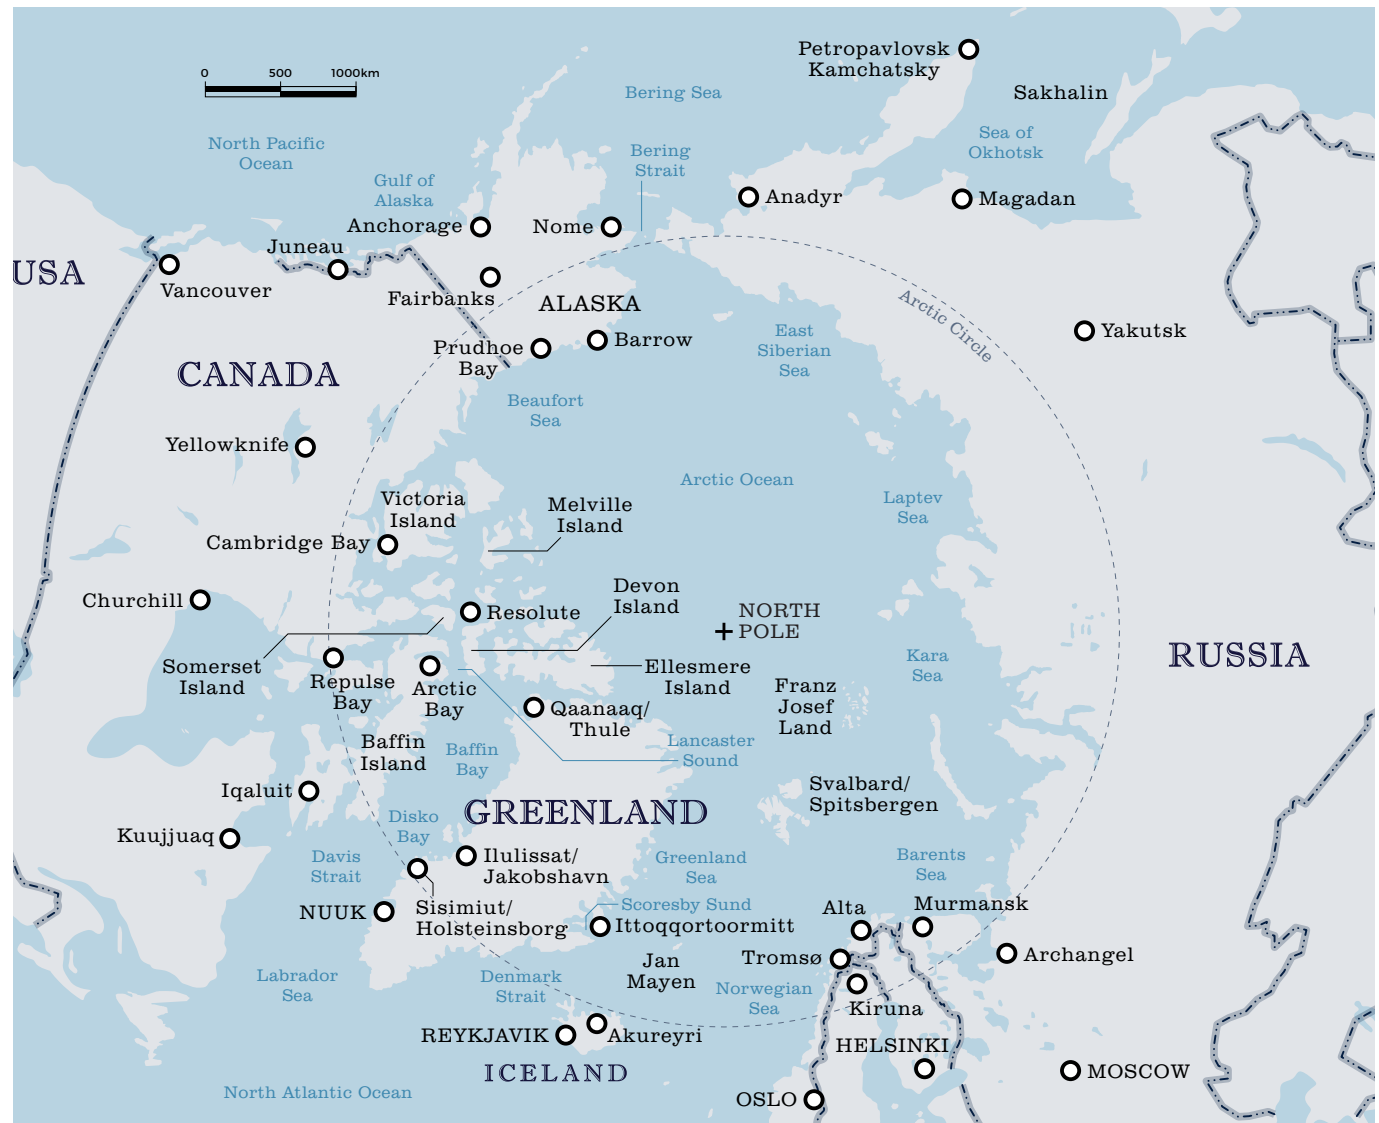 Petropavlovsk
Kamchatsky
0 500 1000km
Bering Sea
Sakhalin
North Pacific
Ocean
Sea of
Okhotsk
Bering
Strait
Gulf of
Alaska
Anadyr
Magadan
Anchorage
Nome
Juneau
USA
Vancouver
Fairbanks
ALASKA
Arctic Circle
East
Siberian
Sea
Yakutsk
Barrow
Prudhoe
Bay
CANADA
Beaufort
Sea
Yellowknife
Arctic Ocean
Victoria
Island
Melville
Island
Laptev
Sea
Cambridge Bay
Devon
Island
Churchill
Resolute
NORTH
POLE
RUSSIA
Somerset
Island
Repulse
Bay
Arctic
Bay
Ellesmere
Island
Kara
Sea
Franz
Josef
Land
Qaanaaq/
Thule
Baffin
Island
Baffin
Bay
Lancaster
Sound
Iqaluit
Svalbard/
Spitsbergen
GREENLAND
Disko
Bay
Kuujjuaq
Davis
Strait
Ilulissat/
Jakobshavn
Greenland
Sea
Barents
Sea
NUUK
Sisimiut/
Holsteinsborg
Scoresby Sund
Ittoqqortoormitt
Alta
Murmansk
Tromsø
Archangel
Jan
Mayen
Labrador
Sea
Denmark
Strait
Norwegian
Sea
Kiruna
REYKJAVIK
Akureyri
HELSINKI
ICELAND
MOSCOW
North Atlantic Ocean
OSLO